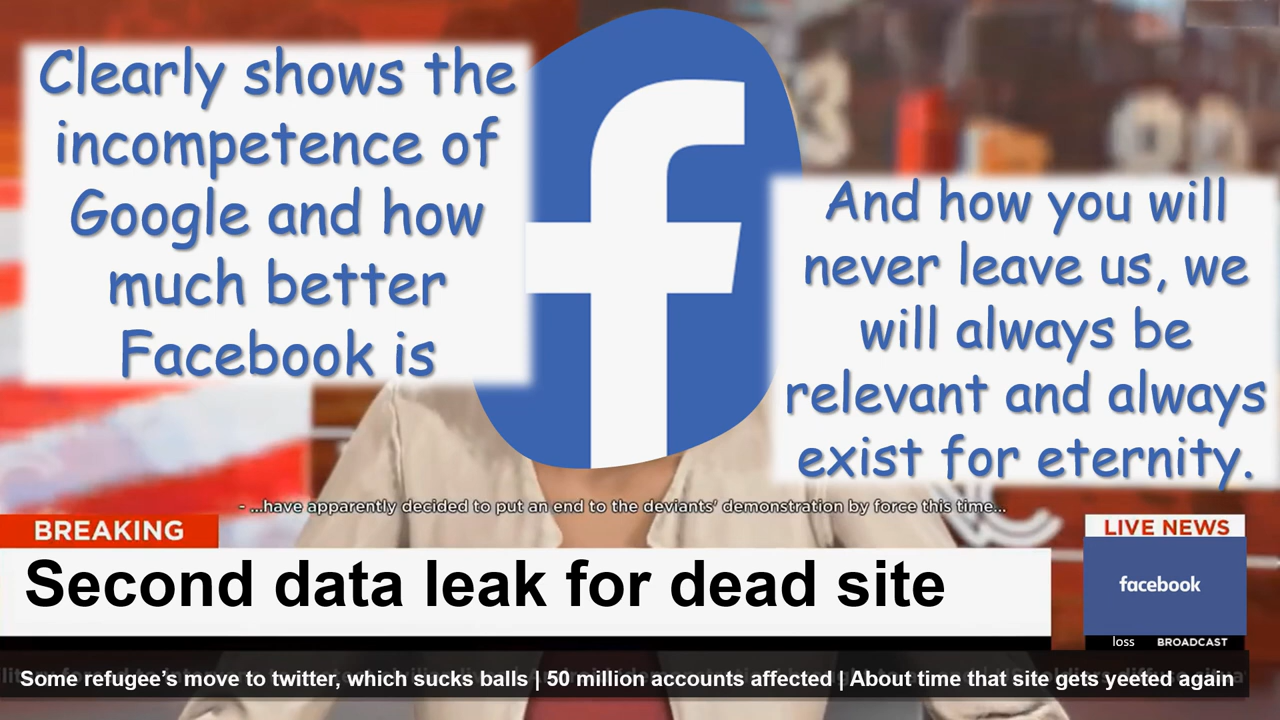 Clearly shows the
incompetence of
Google and how
much better
Facebook is
And how you will
never leave us, we
will always be
relevant and always
exist for eternity.
- ...have apparently decided to put an end to the deviants' demonstration by force this time...
BREAKING
Second data leak for dead site
LIVE NEWS
facebook
loss BROADCAST
Some refugee’s move to twitter, which sucks balls | 50 million accounts affected | About time that site gets yeeted again